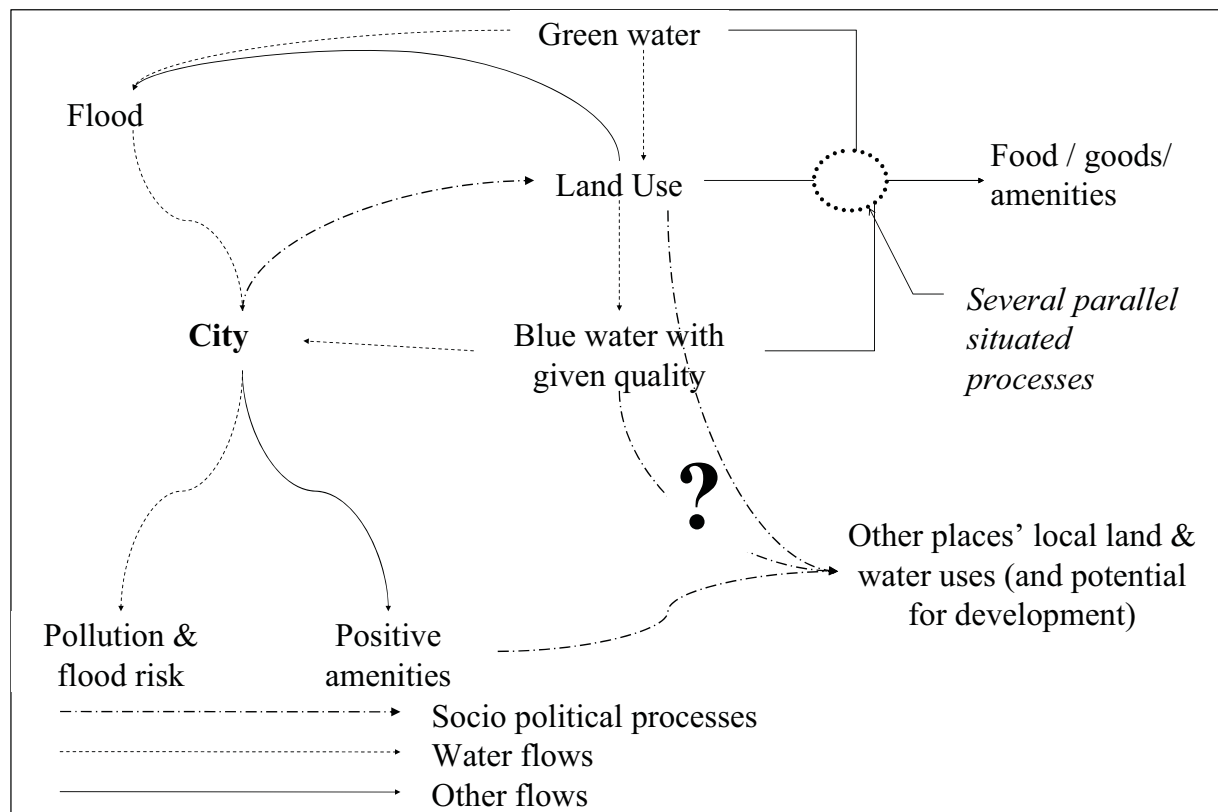 Green water
Flood
Land Use
Food / goods/
amenities
Several parallel
situated
processes
City
Blue water with
given quality
?
Other places’ local land &
water uses (and potential
for development)
Pollution &
flood risk
Positive
amenities
Socio political processes
Water flows
Other flows